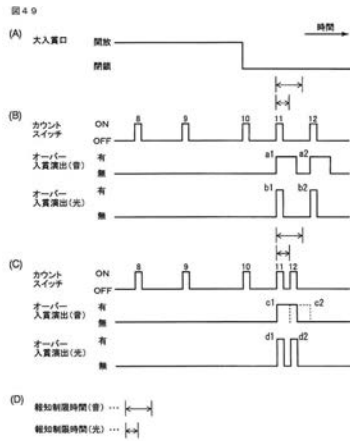 図49
時間
(A)
大入賞口
開放
閉鎖
(B)
カウント
スイッチ
ON
OFF
8 9 10 11 12
オーバー
入賞演出(音)
有
無
a1 a2
オーバー
入賞演出(光)
有
無
b1 b2
(C)
カウント
スイッチ
ON
OFF
8 9 10 11 12
オーバー
入賞演出(音)
有
無
c1 c2
オーバー
入賞演出(光)
有
無
d1 d2
(D)
報知制限時間(音) …
報知制限時間(光) …